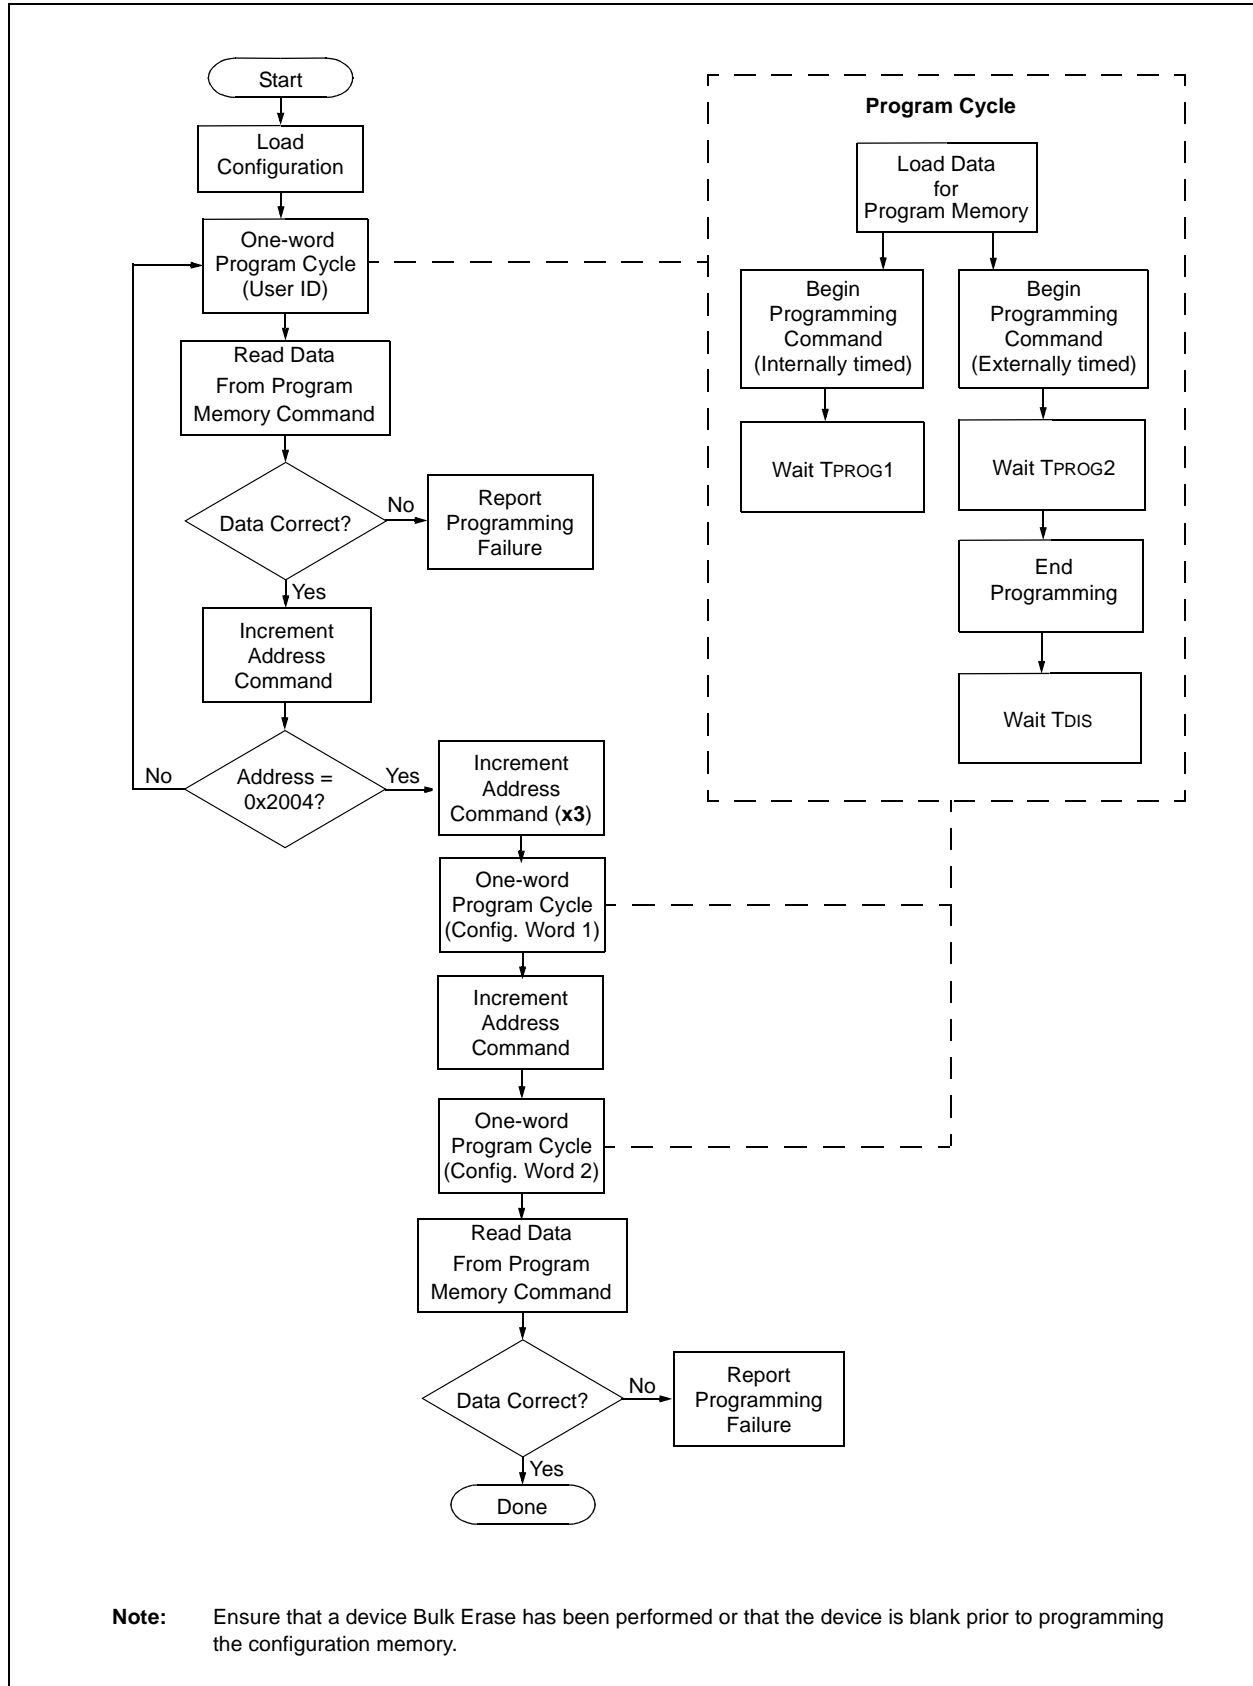 Start
Load
Configuration
One-word
Program Cycle
(User ID)
Read Data
From Program
Memory Command
Data Correct?
No
Report
Programming
Failure
Yes
Increment
Address
Command
Address =
0x2004?
No
Yes
Increment
Address
Command (x3)
One-word
Program Cycle
(Config. Word 1)
Increment
Address
Command
One-word
Program Cycle
(Config. Word 2)
Read Data
From Program
Memory Command
Data Correct?
No
Report
Programming
Failure
Yes
Done
Program Cycle
Load Data
for
Program Memory
Begin
Programming
Command
(Internally timed)
Wait TPROG1
Begin
Programming
Command
(Externally timed)
Wait TPROG2
End
Programming
Wait TDIS
Note: Ensure that a device Bulk Erase has been performed or that the device is blank prior to programming
the configuration memory.